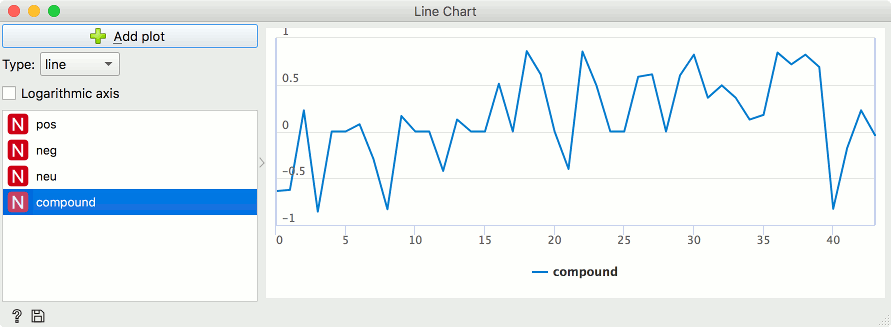 Line Chart
Add plot
Type: line
Logarithmic axis
N pos
N neg
N neu
N compound
1
0.5
0
−0.5
−1
0 5 10 15 20 25 30 35 40
compound
?